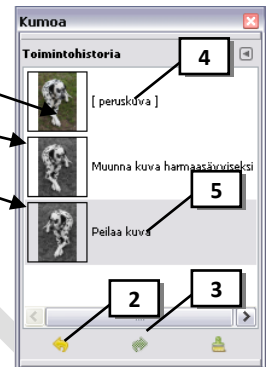 Kumoa
Toimintohistoria
4
[ peruskuva ]
Muunna kuva harmaasävyiseksi
5
Peilaa kuva
2
3